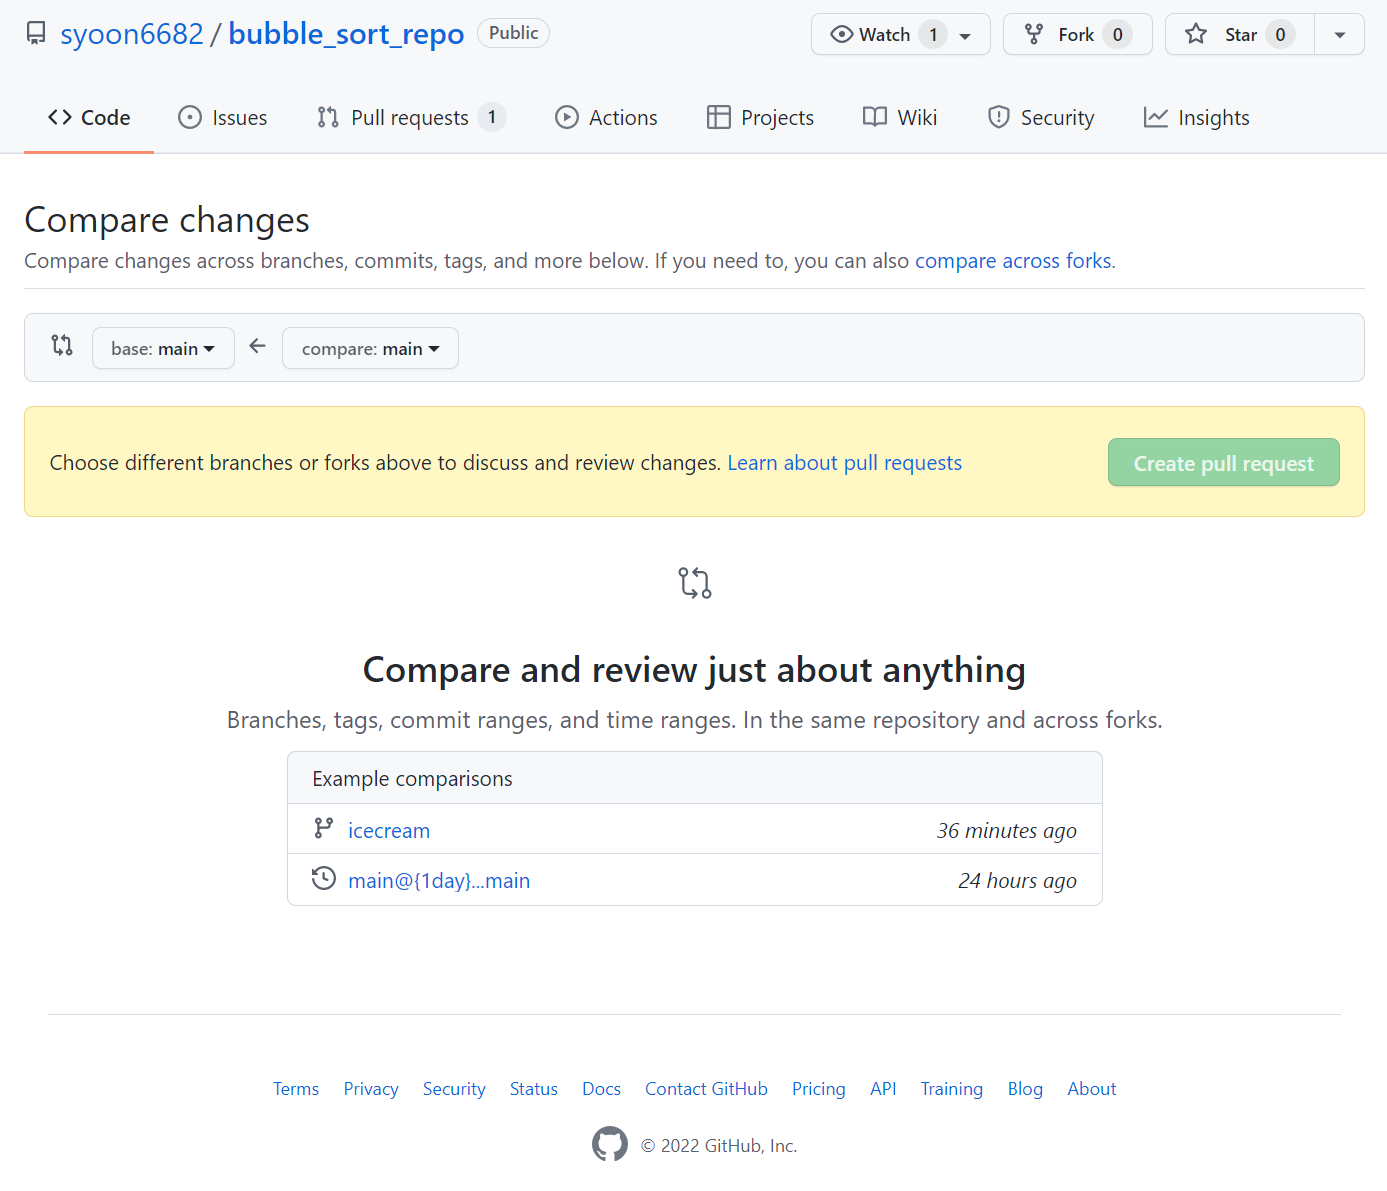 syoon6682 / bubble_sort_repo Public Watch 1 Fork 0 Star 0
Code Issues Pull requests 1 Actions Projects Wiki Security Insights
Compare changes
Compare changes across branches, commits, tags, and more below. If you need to, you can also compare across forks.
base: main compare: main
Choose different branches or forks above to discuss and review changes. Learn about pull requests Create pull request
Compare and review just about anything
Branches, tags, commit ranges, and time ranges. In the same repository and across forks.
Example comparisons
icecream 36 minutes ago
main@{1day}...main 24 hours ago
Terms Privacy Security Status Docs Contact GitHub Pricing API Training Blog About
© 2022 GitHub, Inc.